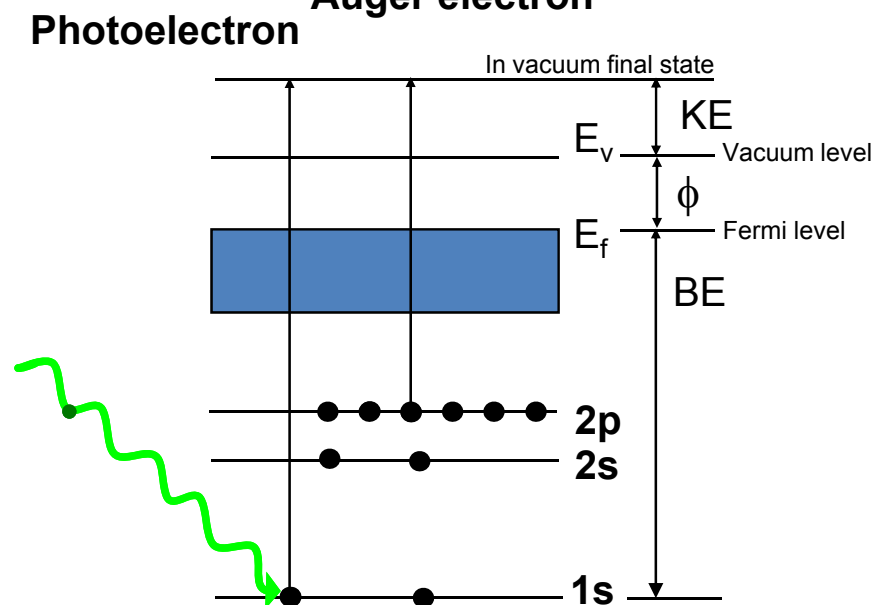 Auger electron
Photoelectron
In vacuum final state
KE
Eᵥ
Vacuum level
ϕ
E_f
Fermi level
BE
2p
2s
1s